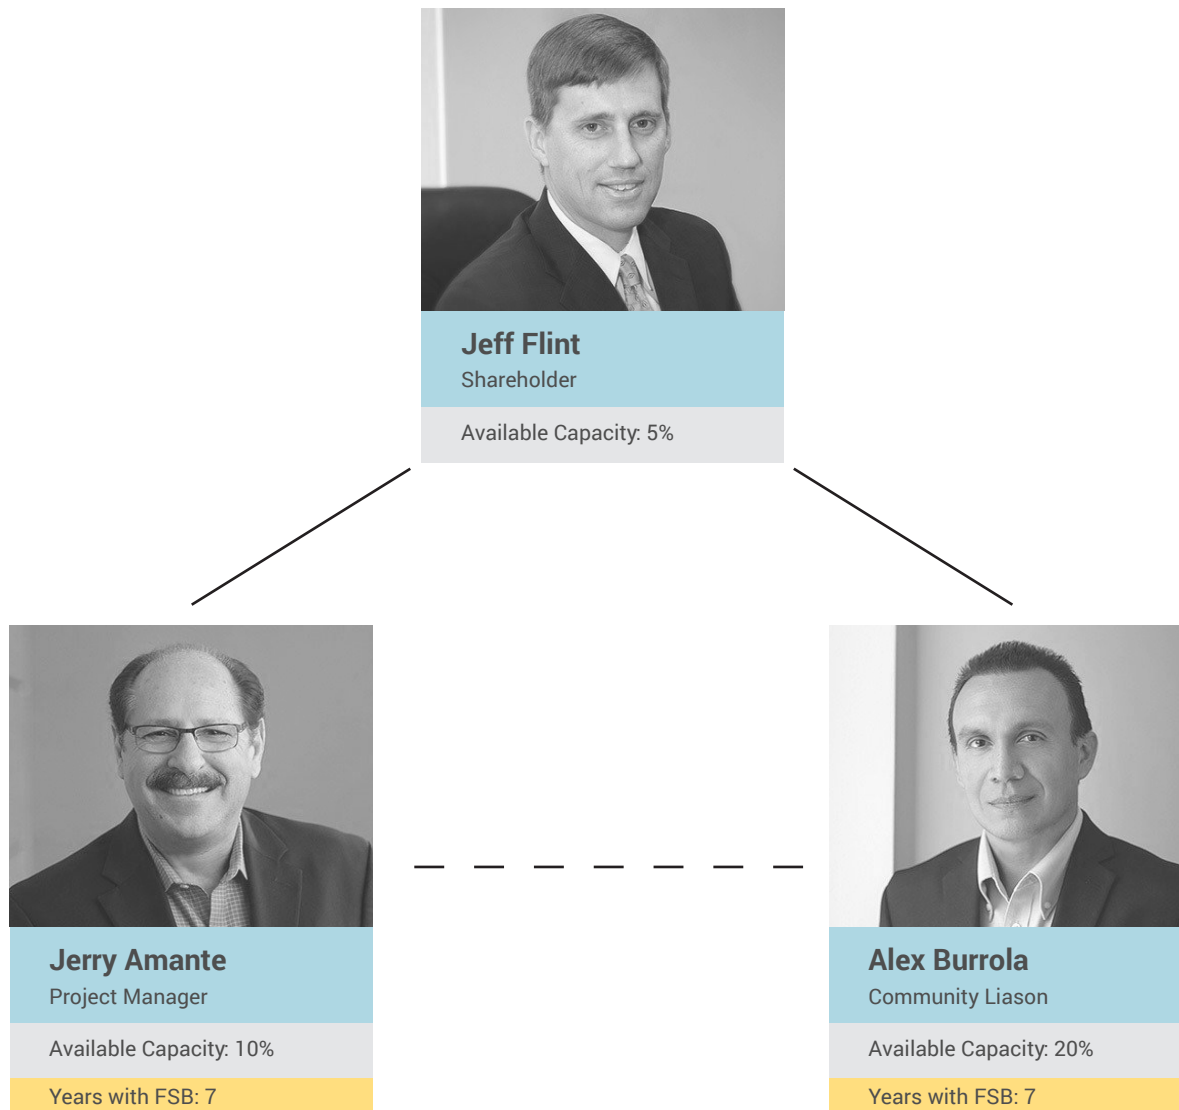 Jeff Flint
Shareholder
Available Capacity: 5%
Jerry Amante
Project Manager
Available Capacity: 10%
Years with FSB: 7
Alex Burrola
Community Liason
Available Capacity: 20%
Years with FSB: 7